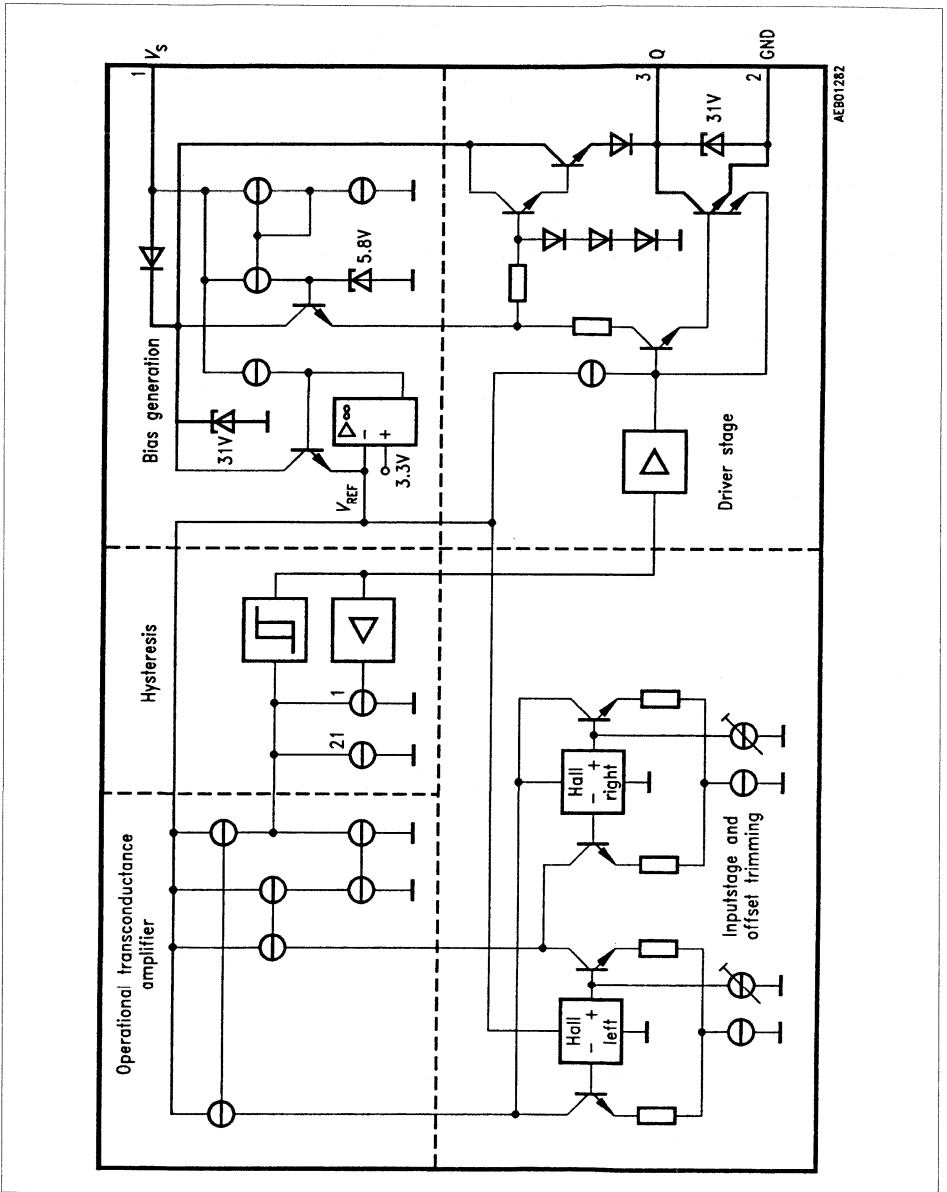 1
V_S
3
Q
2
GND
AEB01282
Bias generation
31V
5.8V
V_REF
∞
−
+
3.3V
31V
Driver stage
Hysteresis
1
21
Operational transconductance
amplifier
Hall
− +
right
Hall
− +
left
Inputstage and
offset trimming